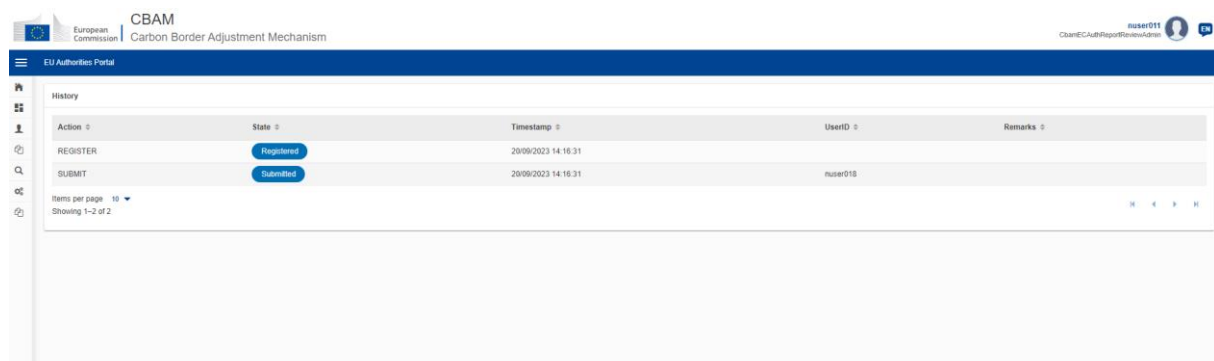 CBAM
European Commission
Carbon Border Adjustment Mechanism
nuser011
CbamECAuthReportReviewAdmin
EN
EU Authorities Portal
History
Action State Timestamp UserID Remarks
REGISTER Registered 20/09/2023 14:16:31
SUBMIT Submitted 20/09/2023 14:16:31 nuser018
Items per page 10
Showing 1–2 of 2